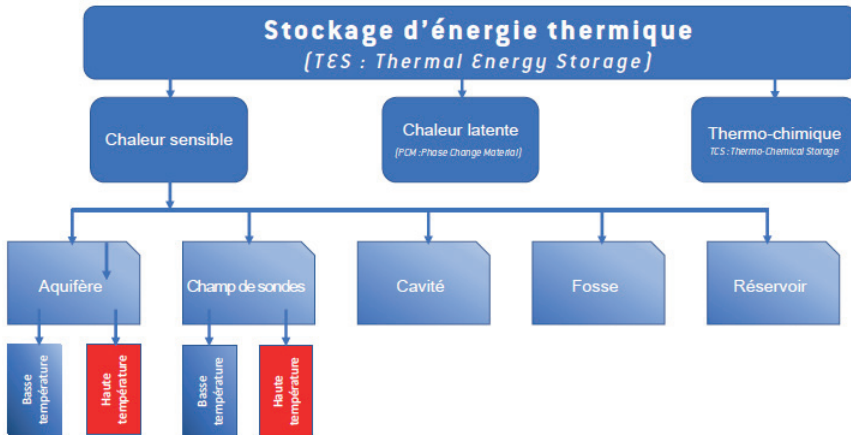 Stockage d'énergie thermique
(TES : Thermal Energy Storage)
Chaleur sensible
Chaleur latente
(PCM : Phase Change Material)
Thermo-chimique
TCS : Thermo-Chemical Storage
Aquifère
Champ de sondes
Cavité
Fosse
Réservoir
Basse
température
Haute
température
Basse
température
Haute
température